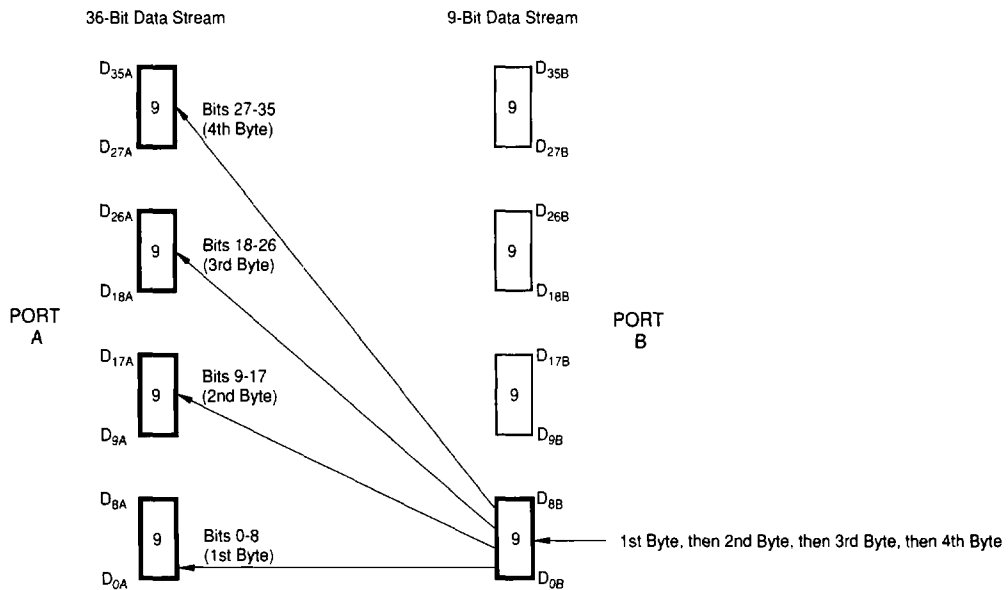 36-Bit Data Stream
9-Bit Data Stream
D35A
9
D27A
Bits 27-35
(4th Byte)
D35B
9
D27B
D26A
9
D18A
Bits 18-26
(3rd Byte)
D26B
9
D18B
PORT
A
PORT
B
D17A
9
D9A
Bits 9-17
(2nd Byte)
D17B
9
D9B
D8A
9
D0A
Bits 0-8
(1st Byte)
D8B
9
D0B
1st Byte, then 2nd Byte, then 3rd Byte, then 4th Byte